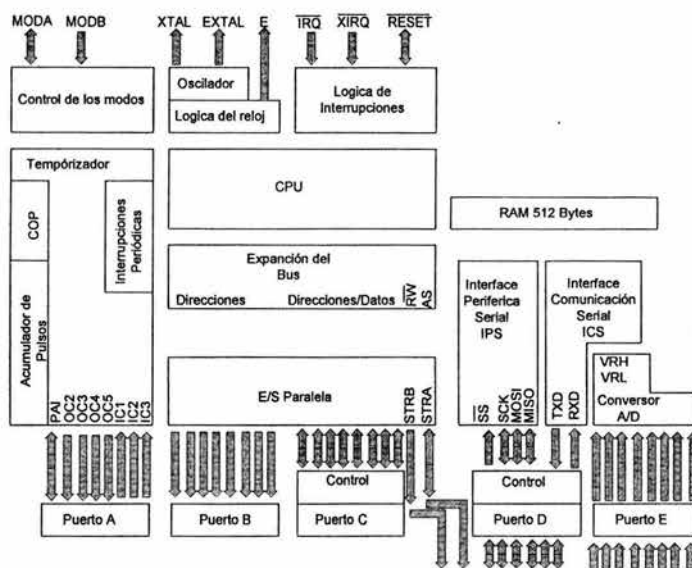 MODA MODB XTAL EXTAL E IRQ XIRQ RESET
Control de los modos
Oscilador
Logica del reloj
Logica de
Interrupciones
Tempórizador
COP
Interrupciones
Periódicas
Acumulador de
Pulsos
PAI
OC2
OC3
OC4
OC5
IC1
IC2
IC3
CPU
RAM 512 Bytes
Expanción del
Bus
Direcciones Direcciones/Datos
RW
AS
Interface
Periferica
Serial
IPS
Interface
Comunicación
Serial
ICS
VRH
VRL
Conversor
A/D
E/S Paralela
STRB
STRA
SS
SCK
MOSI
MISO
TXD
RXD
Control
Control
Puerto A
Puerto B
Puerto C
Puerto D
Puerto E